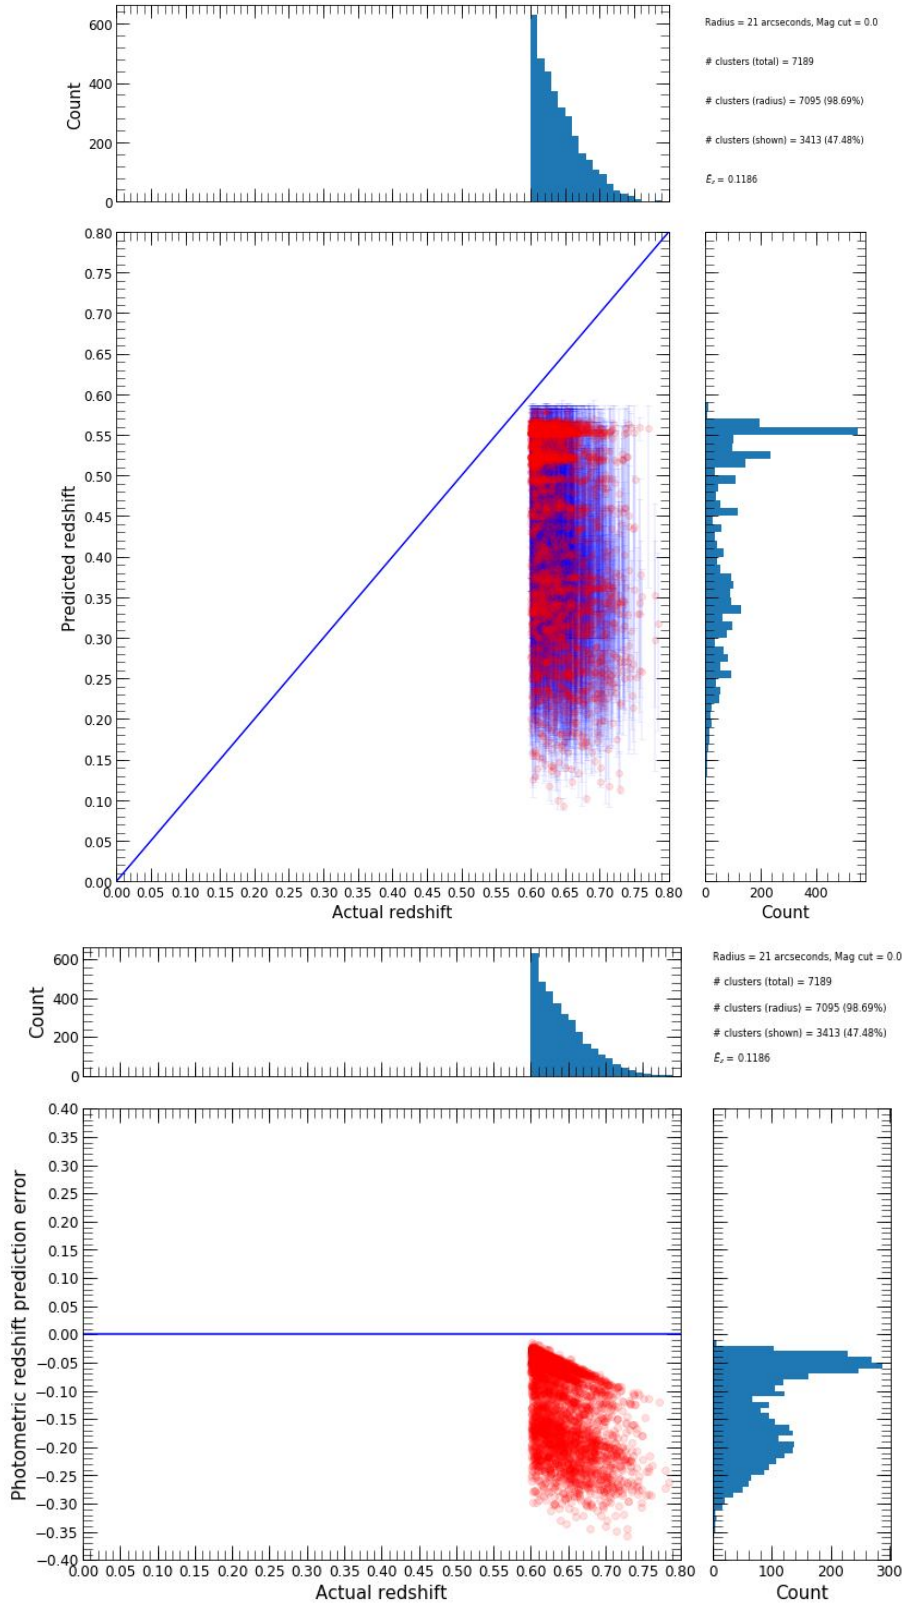 600
400
200
0
Count
Radius = 21 arcseconds, Mag cut = 0.0
# clusters (total) = 7189
# clusters (radius) = 7095 (98.69%)
# clusters (shown) = 3413 (47.48%)
Ēz = 0.1186
0.80
0.75
0.70
0.65
0.60
0.55
0.50
0.45
0.40
0.35
0.30
0.25
0.20
0.15
0.10
0.05
0.00
Predicted redshift
0.00 0.05 0.10 0.15 0.20 0.25 0.30 0.35 0.40 0.45 0.50 0.55 0.60 0.65 0.70 0.75 0.80
Actual redshift
0 200 400
Count
600
400
200
0
Count
Radius = 21 arcseconds, Mag cut = 0.0
# clusters (total) = 7189
# clusters (radius) = 7095 (98.69%)
# clusters (shown) = 3413 (47.48%)
Ēz = 0.1186
0.40
0.35
0.30
0.25
0.20
0.15
0.10
0.05
0.00
−0.05
−0.10
−0.15
−0.20
−0.25
−0.30
−0.35
−0.40
Photometric redshift prediction error
0.00 0.05 0.10 0.15 0.20 0.25 0.30 0.35 0.40 0.45 0.50 0.55 0.60 0.65 0.70 0.75 0.80
Actual redshift
0 100 200 300
Count